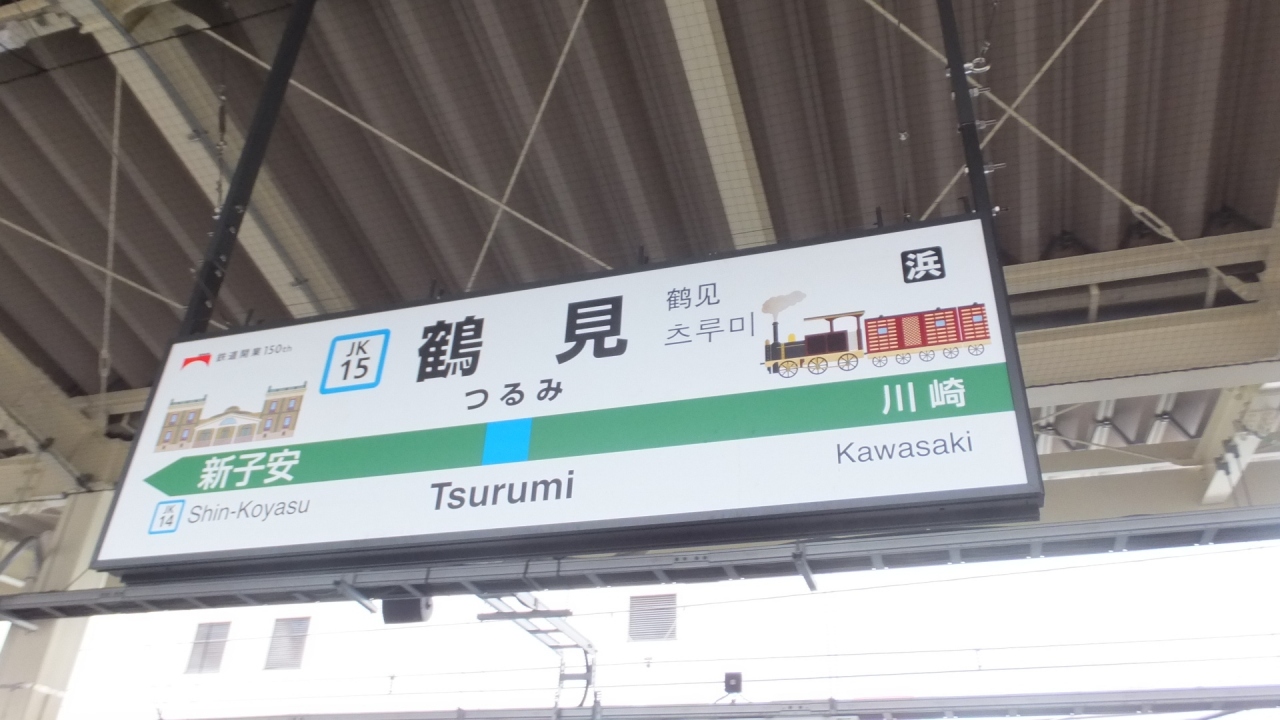 鉄道開業150th
JK
15
鶴見
鹤见
츠루미
浜
つるみ
新子安
川崎
JK
14
Shin-Koyasu
Tsurumi
Kawasaki